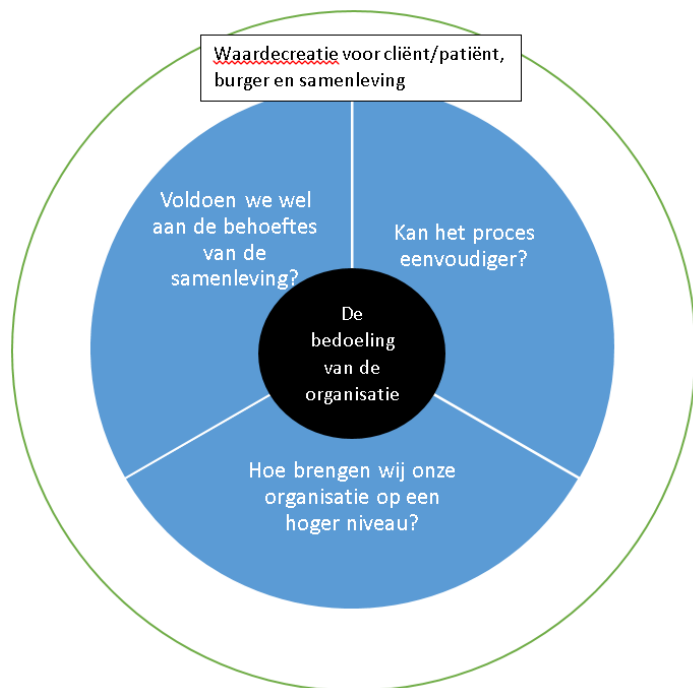 Waardecreatie voor cliënt/patiënt,
burger en samenleving
Voldoen we wel
aan de behoeftes
van de
samenleving?
Kan het proces
eenvoudiger?
De
bedoeling
van de
organisatie
Hoe brengen wij onze
organisatie op een
hoger niveau?